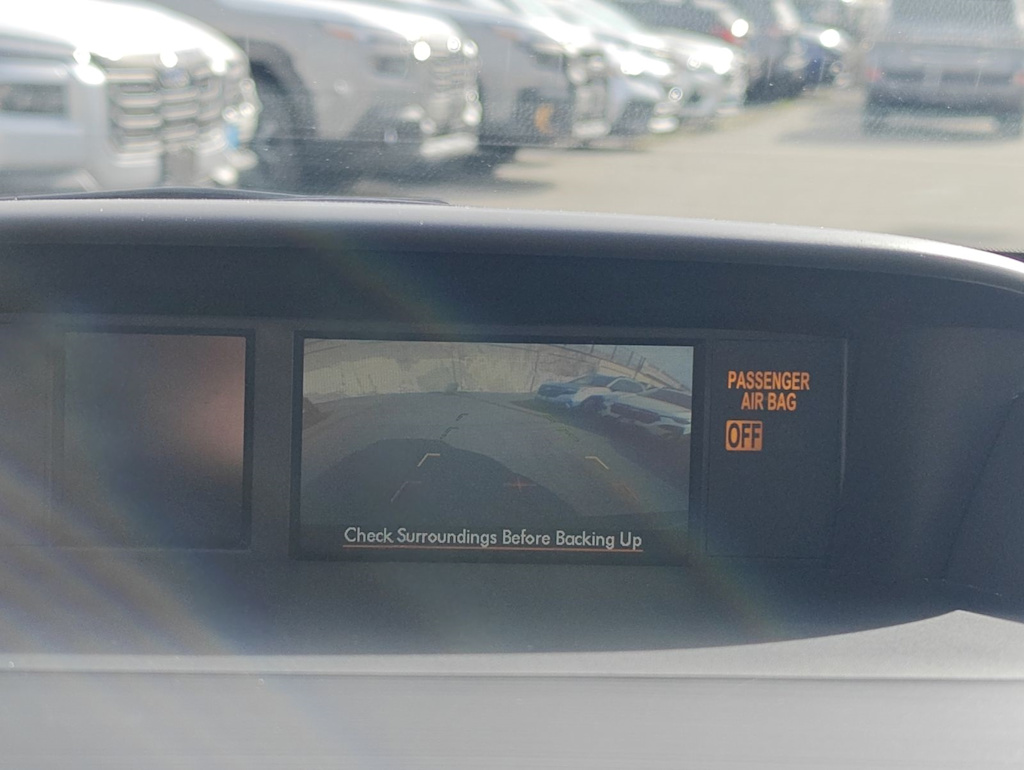 Check Surroundings Before Backing Up
PASSENGER
AIR BAG
OFF